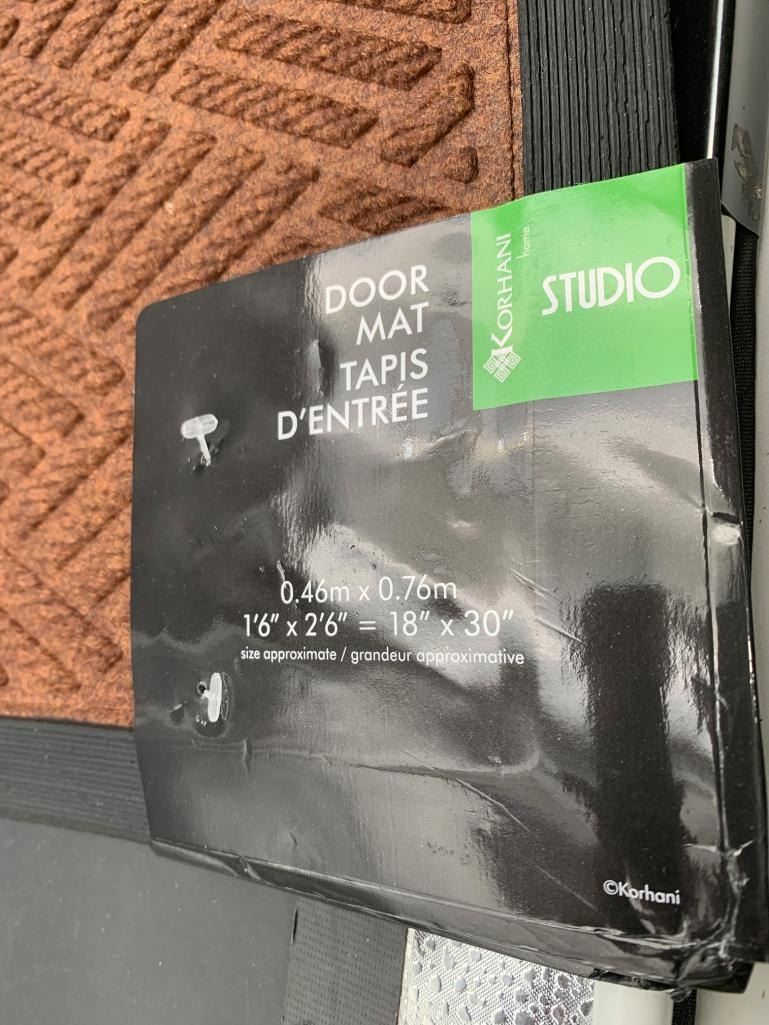 KORHANI
home
STUDIO
DOOR
MAT
TAPIS
D'ENTRÉE
0.46m x 0.76m
1'6" x 2'6" = 18" x 30"
size approximate / grandeur approximative
©Korhani